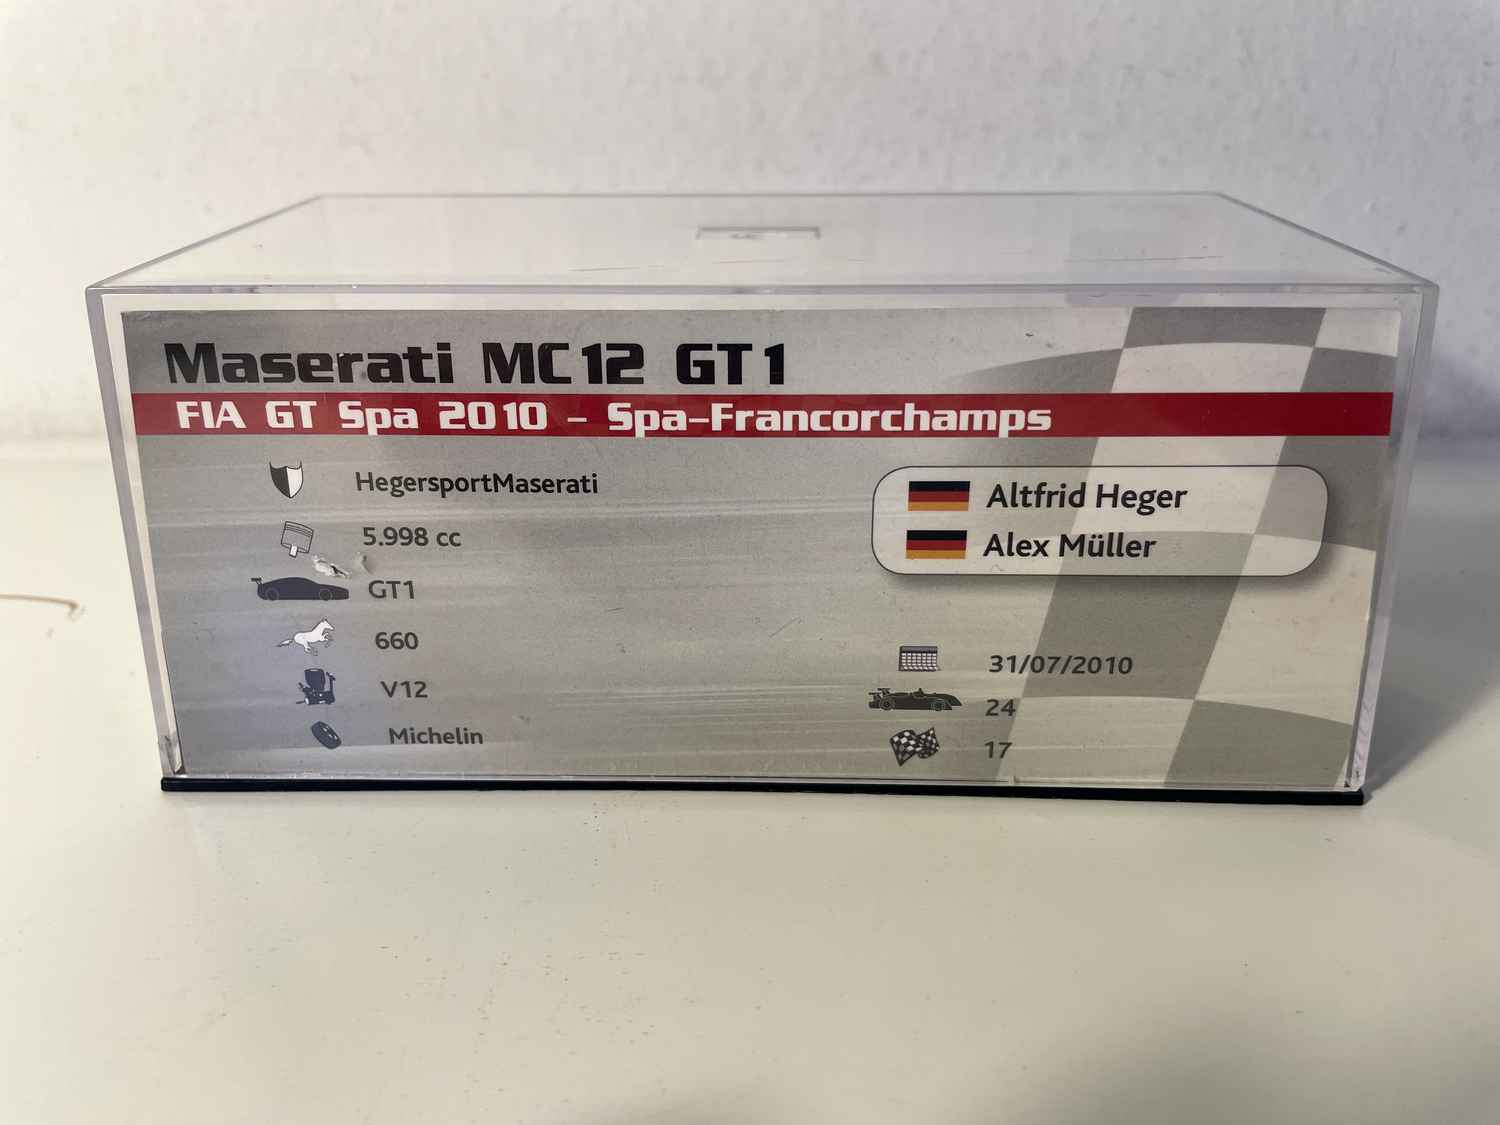 Maserati MC12 GT1
FIA GT Spa 2010 - Spa-Francorchamps
HegersportMaserati
5.998 cc
GT1
660
V12
Michelin
Altfrid Heger
Alex Müller
31/07/2010
24
17